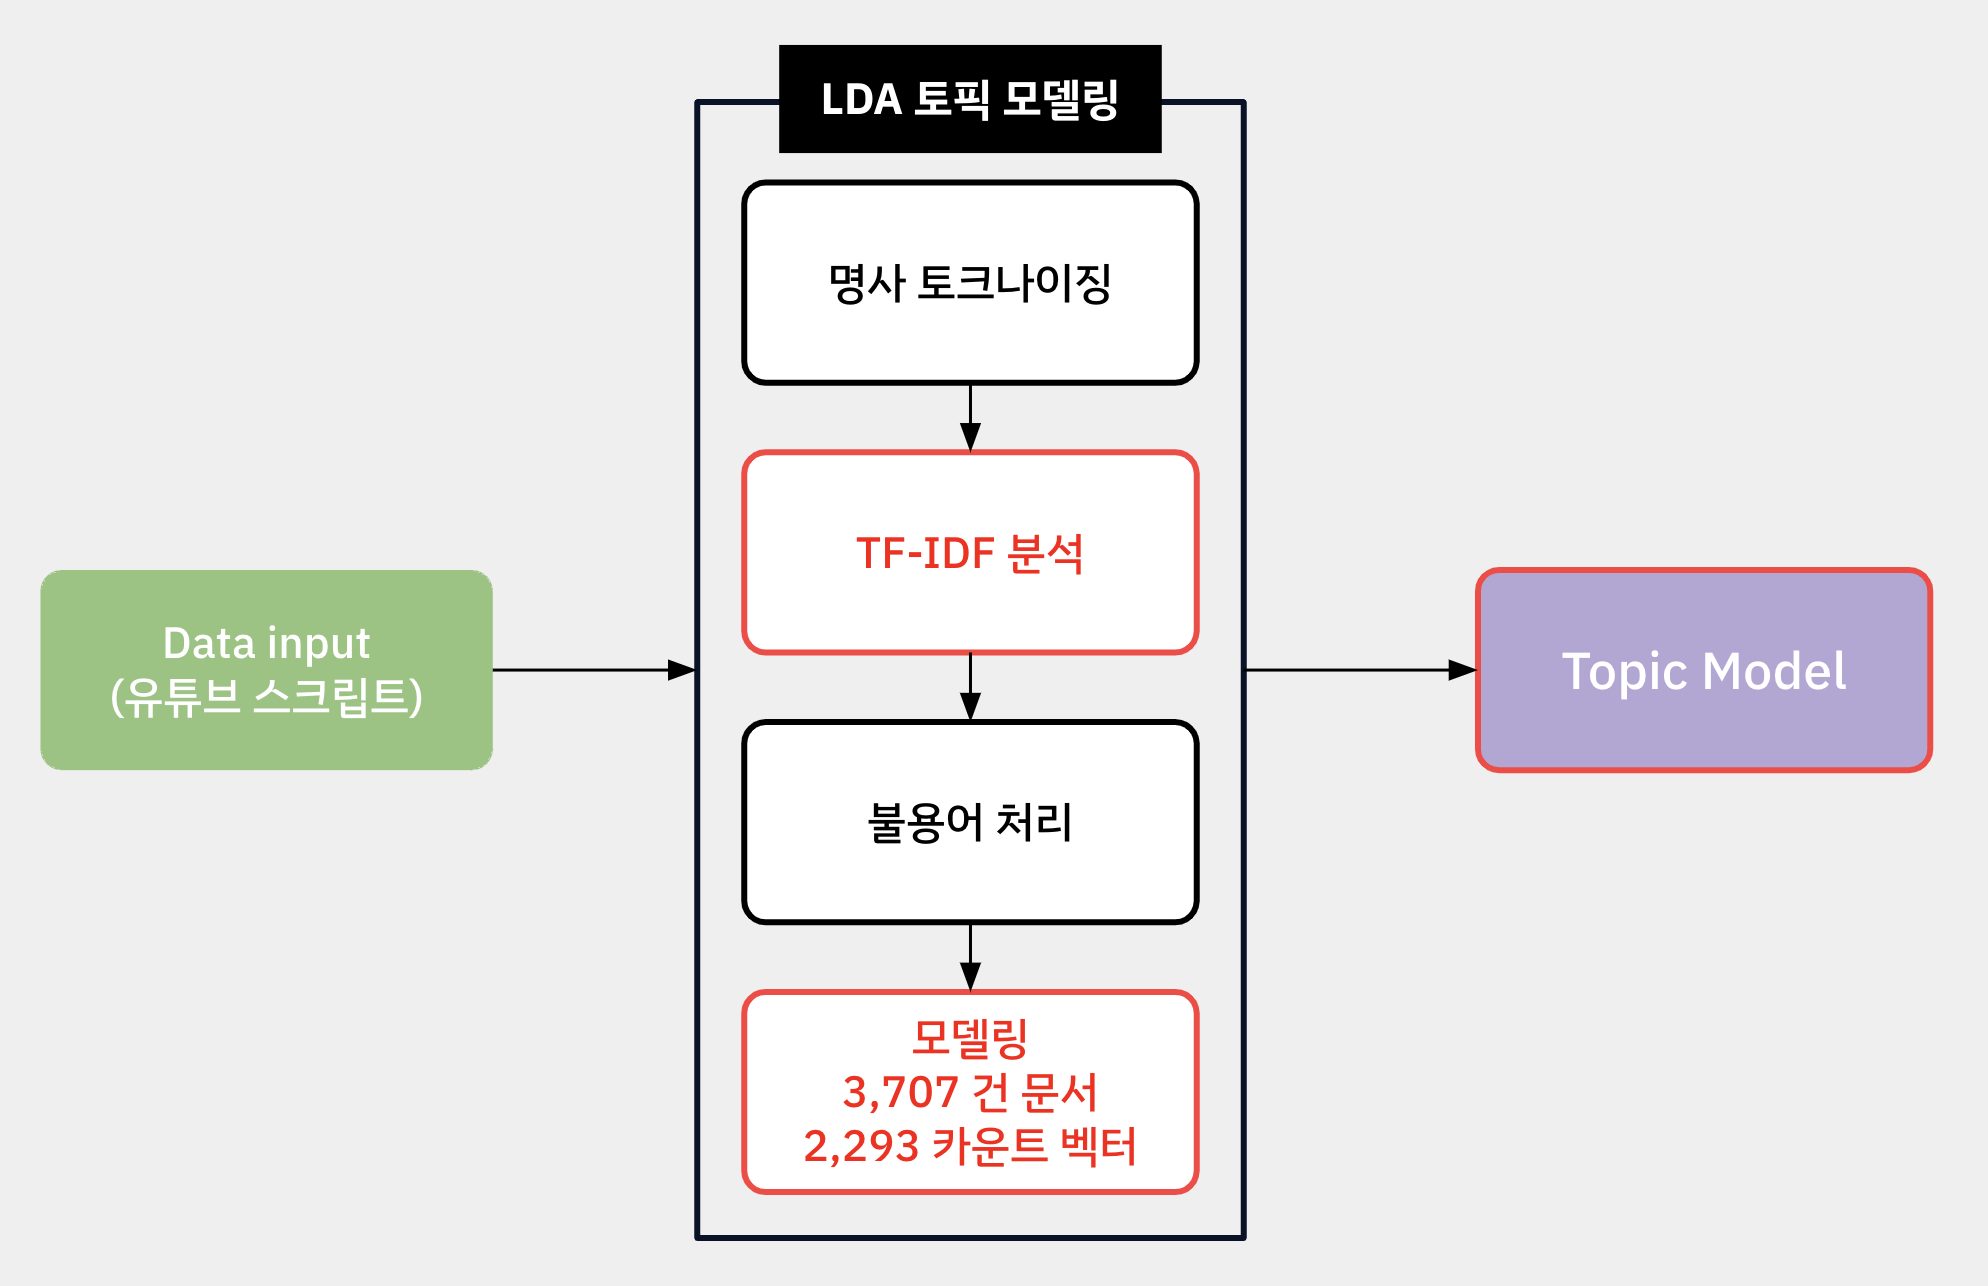 LDA 토픽 모델링
명사 토크나이징
TF-IDF 분석
Data input
(유튜브 스크립트)
Topic Model
불용어 처리
모델링
3,707 건 문서
2,293 카운트 벡터